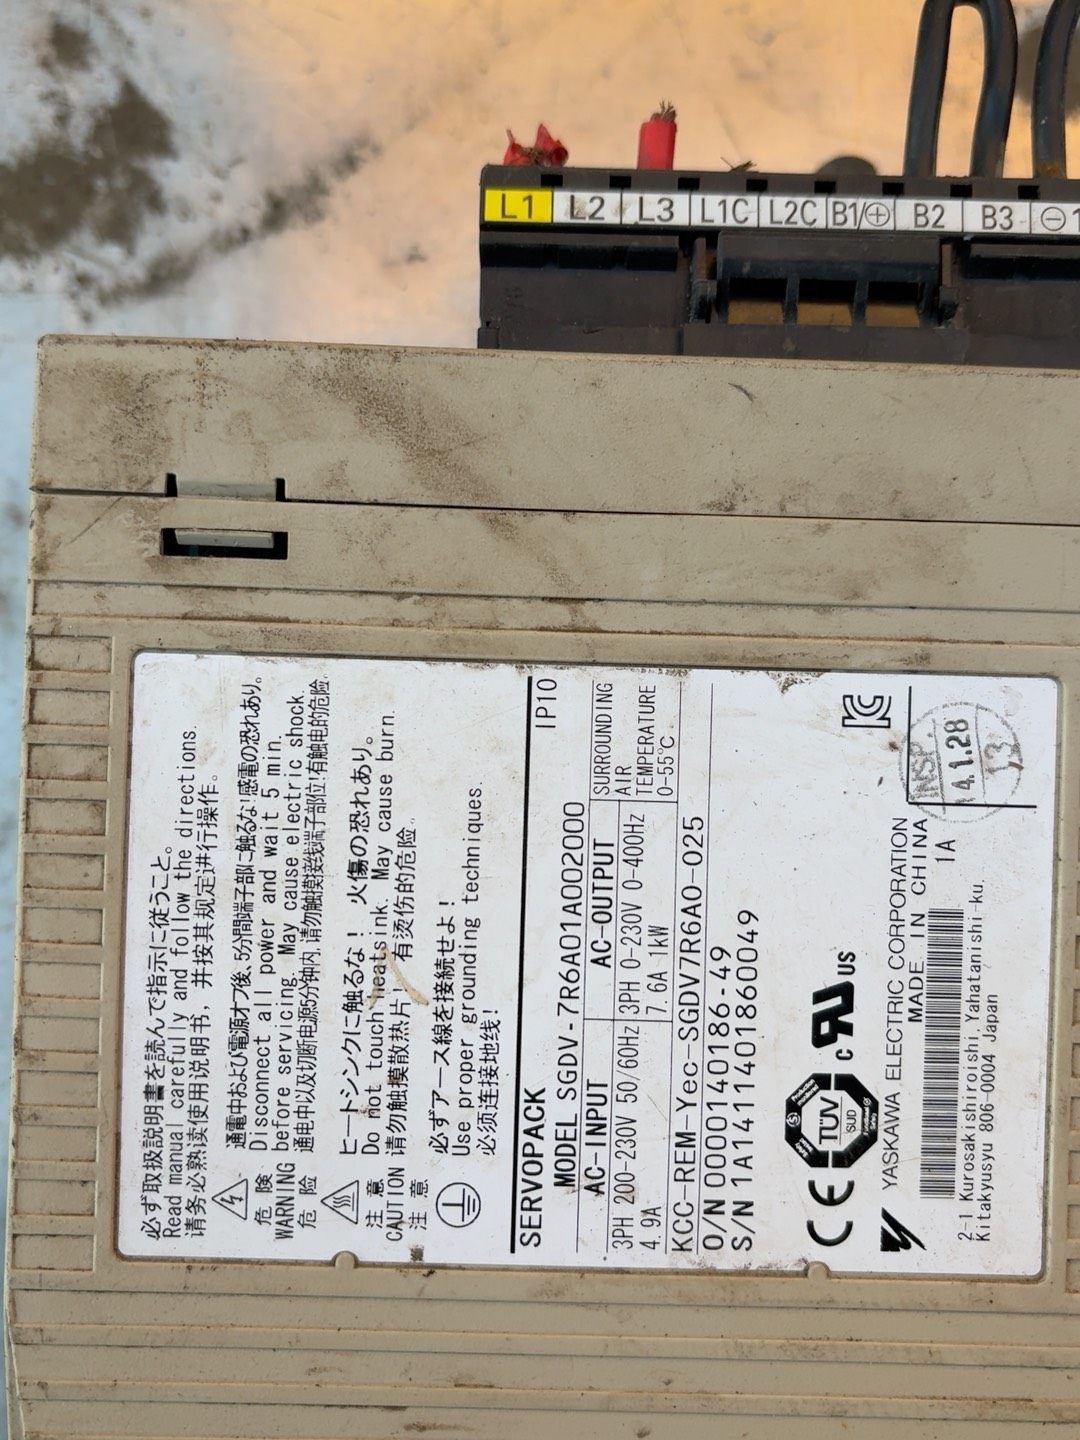 L1 L2 L3 L1C L2C B1/⊕ B2 B3 ⊖1
必ず取扱説明書を読んで指示に従うこと。
Read manual carefully and follow the directions.
请务必熟读使用说明书，并按其规定进行操作。
危険
WARNING
危险
通電中および電源オフ後、5分間端子部に触るな！感電の恐れあり。
Disconnect all power and wait 5 min.
before servicing. May cause electric shock.
通电中以及切断电源5分钟内，请勿触摸接线端子部位！有触电的危险。
注意
CAUTION
注意
ヒートシンクに触るな！火傷の恐れあり。
Do not touch heatsink. May cause burn.
请勿触摸散热片！有烫伤的危险。
必ずアース線を接続せよ！
Use proper grounding techniques.
必须连接地线！
SERVOPACK IP10
MODEL SGDV-7R6A01A002000
AC-INPUT AC-OUTPUT SURROUNDING
AIR
TEMPERATURE
0-55°C
3PH 200-230V 50/60Hz 3PH 0-230V 0-400Hz
4.9A 7.6A 1kW
KCC-REM-Yec-SGDV7R6A0-025
O/N 0000140186-49
S/N 1A1411401860049
CE TÜV SÜD c US
YASKAWA ELECTRIC CORPORATION
MADE IN CHINA 1A
2-1 Kurosakishiroishi, Yahatanishi-ku,
Kitakyusyu 806-0004 Japan
INSP.
14.1.28
13